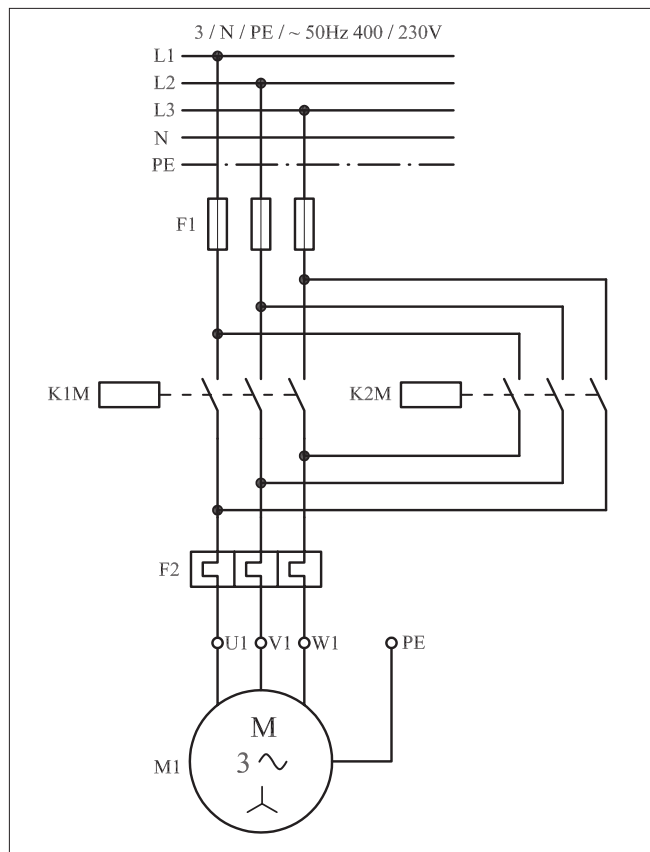 3 / N / PE / ~ 50Hz 400 / 230V
L1
L2
L3
N
PE
F1
K1M
K2M
F2
U1 V1 W1 PE
M
M1
3 ~